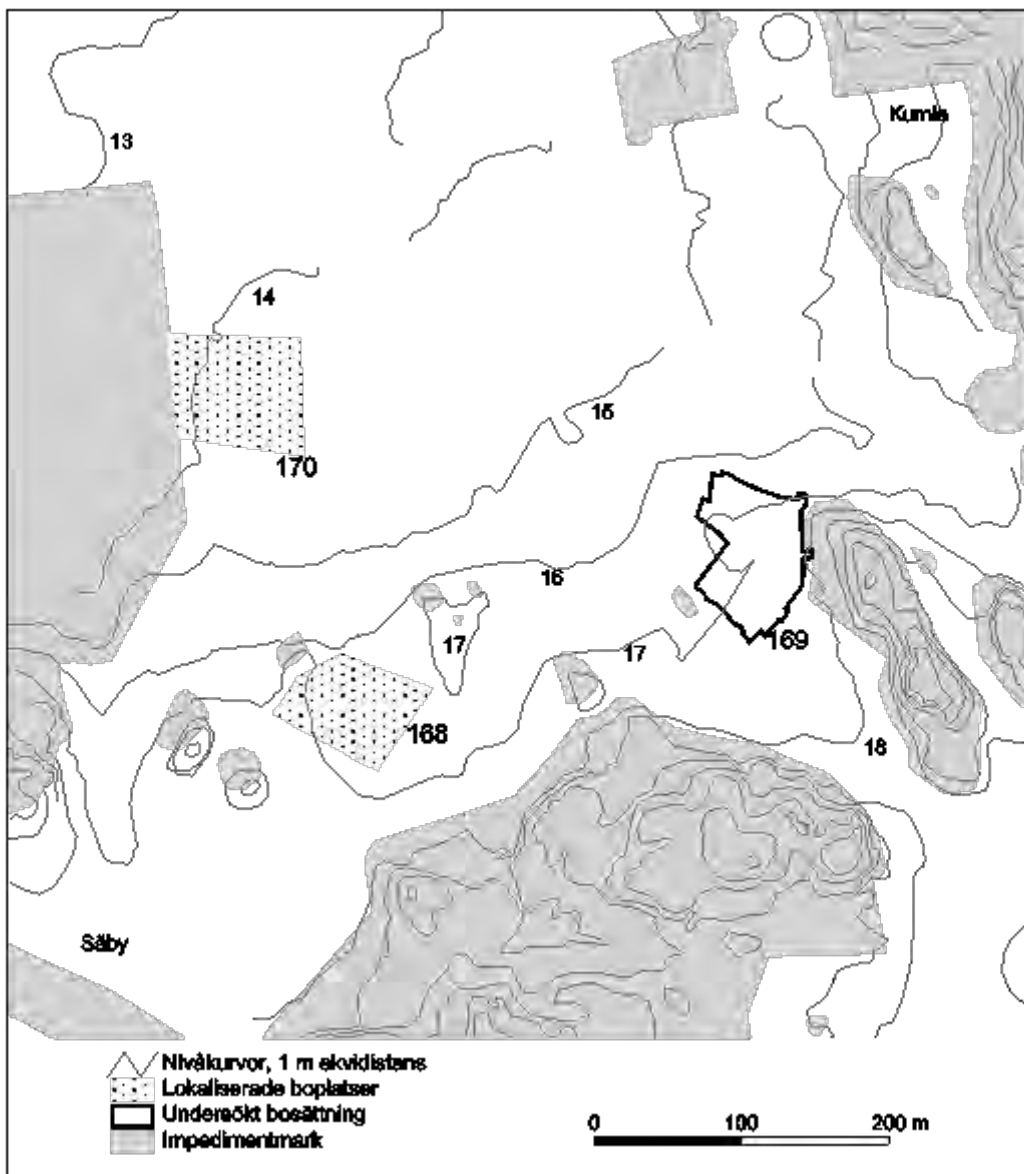 Kumla
13
14
15
170
16
17
17
169
168
18
Säby
Nivåkurvor, 1 m ekvidistans
Lokaliserade boplatser
Undersökt bosättning
Impedimentmark
0 100 200 m